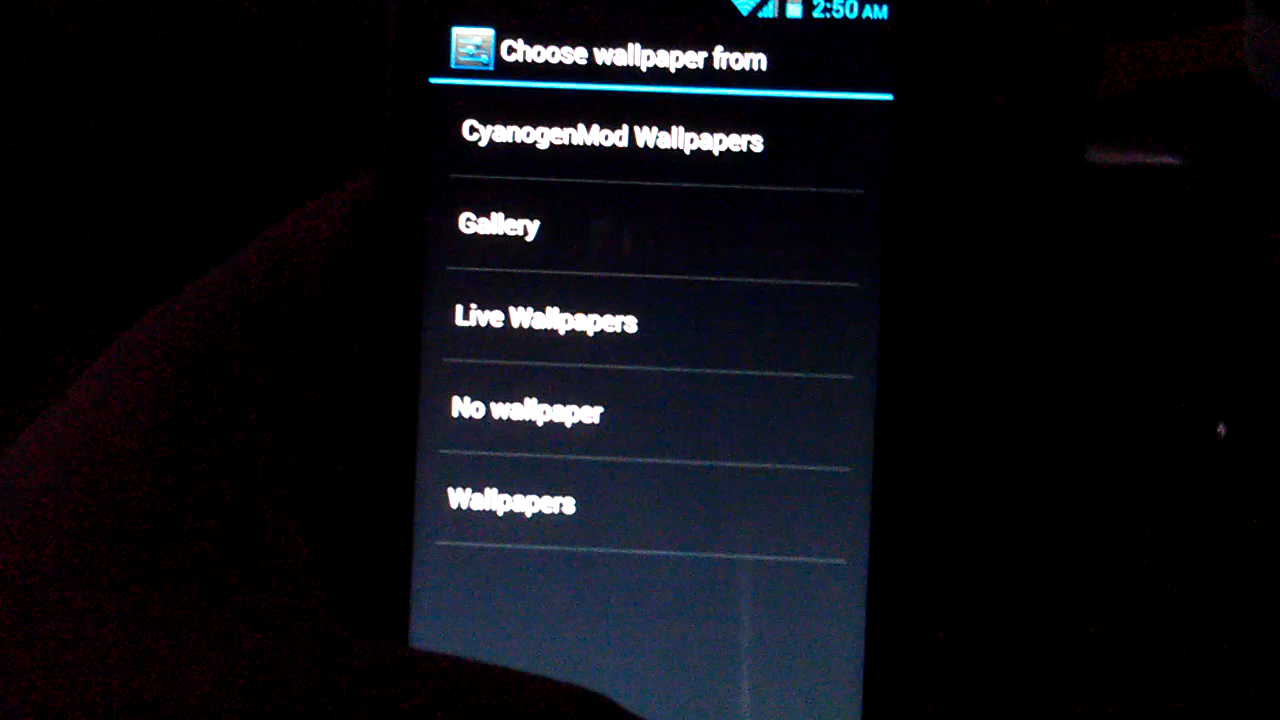 2:50 AM
Choose wallpaper from
CyanogenMod Wallpapers
Gallery
Live Wallpapers
No wallpaper
Wallpapers